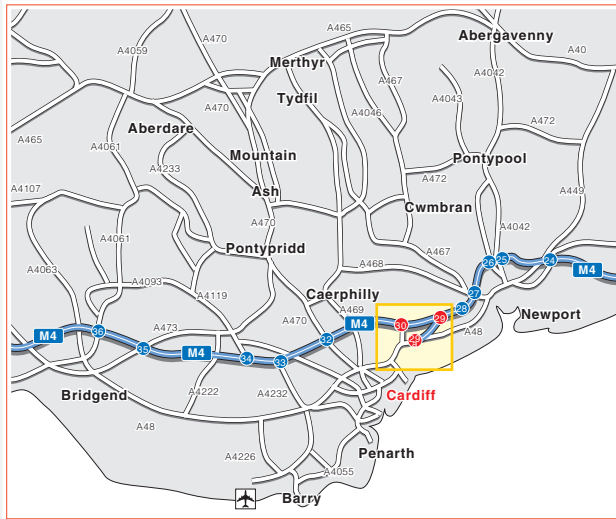 A4059
A470
A465
Abergavenny
A40
Merthyr
Tydfil
A467
A4042
A4043
A470
A4046
A472
A465
Aberdare
A4061
Mountain
Ash
A4233
Pontypool
A472
A449
A4107
Cwmbran
A4061
A470
A4042
Pontypridd
A467
A4063
A468
26
25
24
M4
A4093
A4119
Caerphilly
27
28
29
Newport
A470
A469
M4
30
A48
M4
36
A473
32
29
A
35
M4
34
33
Bridgend
A4222
A4232
Cardiff
A48
A4226
A4055
Penarth
Barry